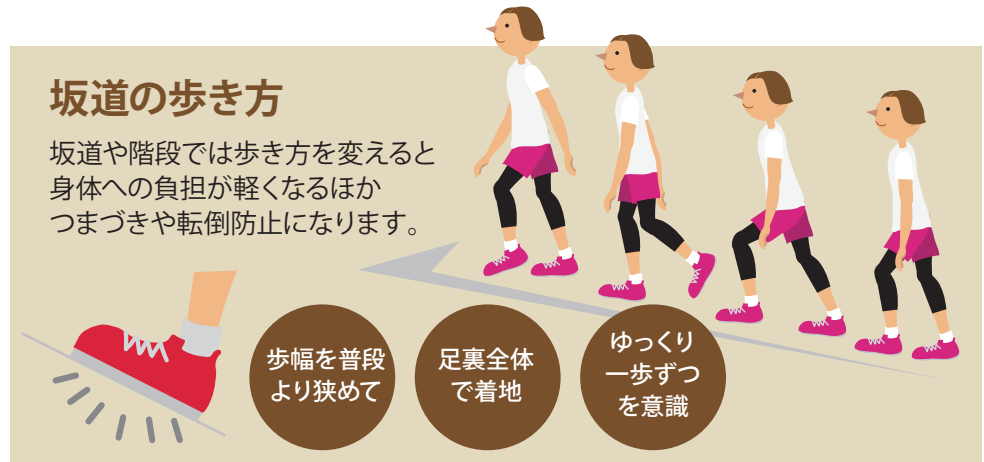 坂道の歩き方
坂道や階段では歩き方を変えると
身体への負担が軽くなるほか
つまづきや転倒防止になります。
歩幅を普段
より狭めて
足裏全体
で着地
ゆっくり
一歩ずつ
を意識